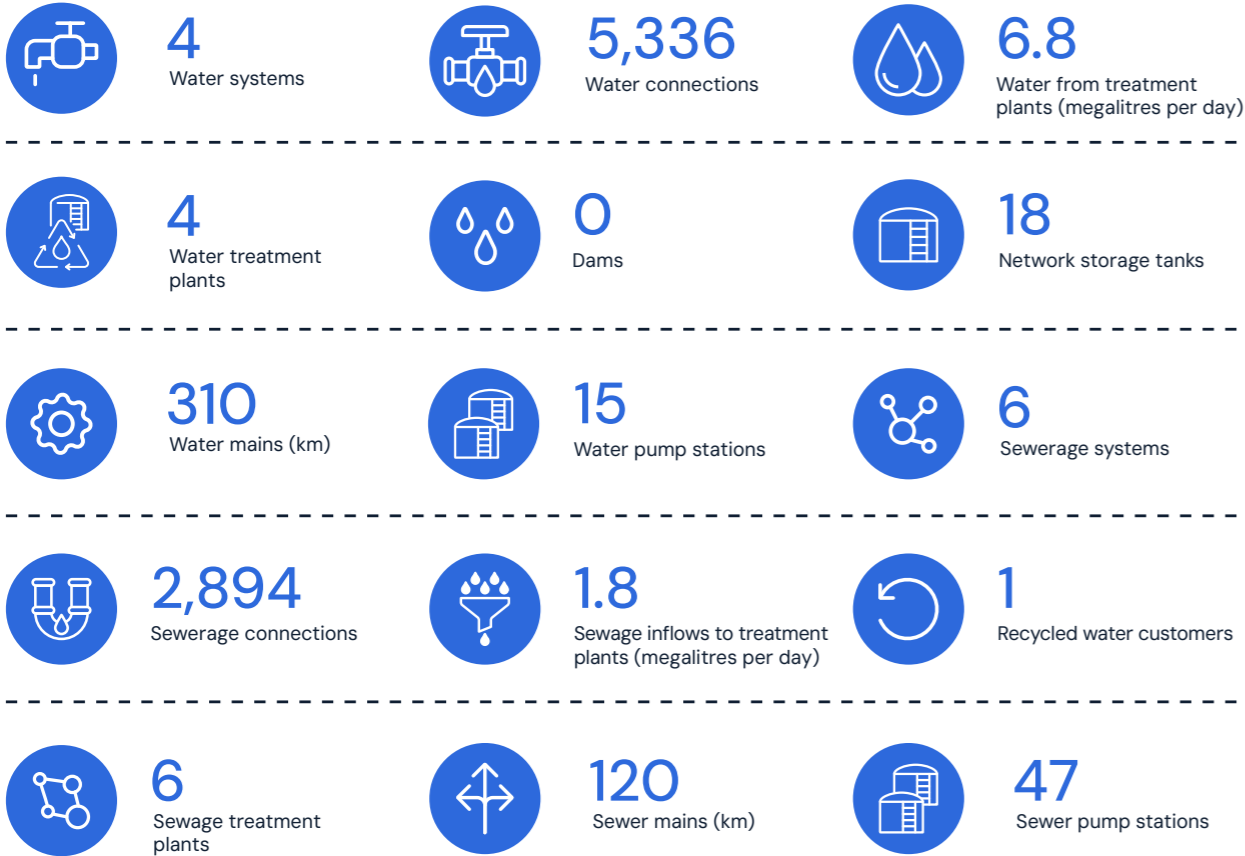 4
Water systems
5,336
Water connections
6.8
Water from treatment
plants (megalitres per day)
4
Water treatment
plants
0
Dams
18
Network storage tanks
310
Water mains (km)
15
Water pump stations
6
Sewerage systems
2,894
Sewerage connections
1.8
Sewage inflows to treatment
plants (megalitres per day)
1
Recycled water customers
6
Sewage treatment
plants
120
Sewer mains (km)
47
Sewer pump stations